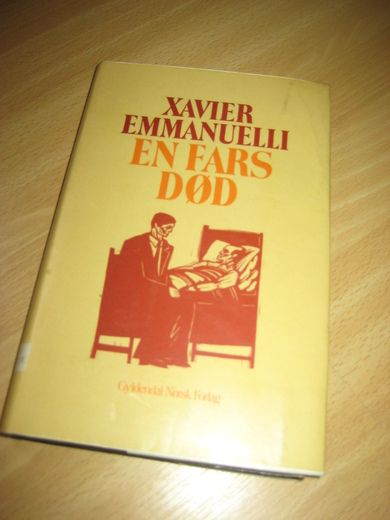 XAVIER
EMMANUELLI
EN FARS
DØD
Gyldendal Norsk Forlag